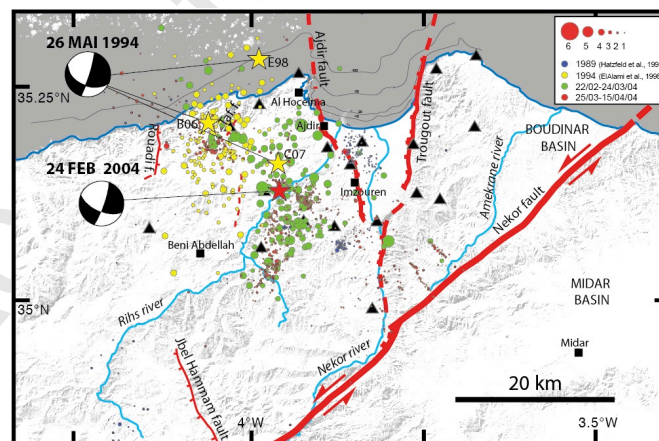 26 MAI 1994
E98
Ajdir fault
6 5 4 3 2 1
1989 (Hatzfeld et al., 199
1994 (ElAlami et al., 1998
22/02-24/03/04
25/03-15/04/04
35.25°N
Al Hoceima
Trougout fault
B06
Ajdir
BOUDINAR
BASIN
Rouadi f.
C07
24 FEB 2004
Imzouren
Amekrane river
Nekor fault
Beni Abdellah
MIDAR
BASIN
35°N
Rihs river
Nekor river
Midar
Jbel Hammam fault
20 km
4°W
3.5°W